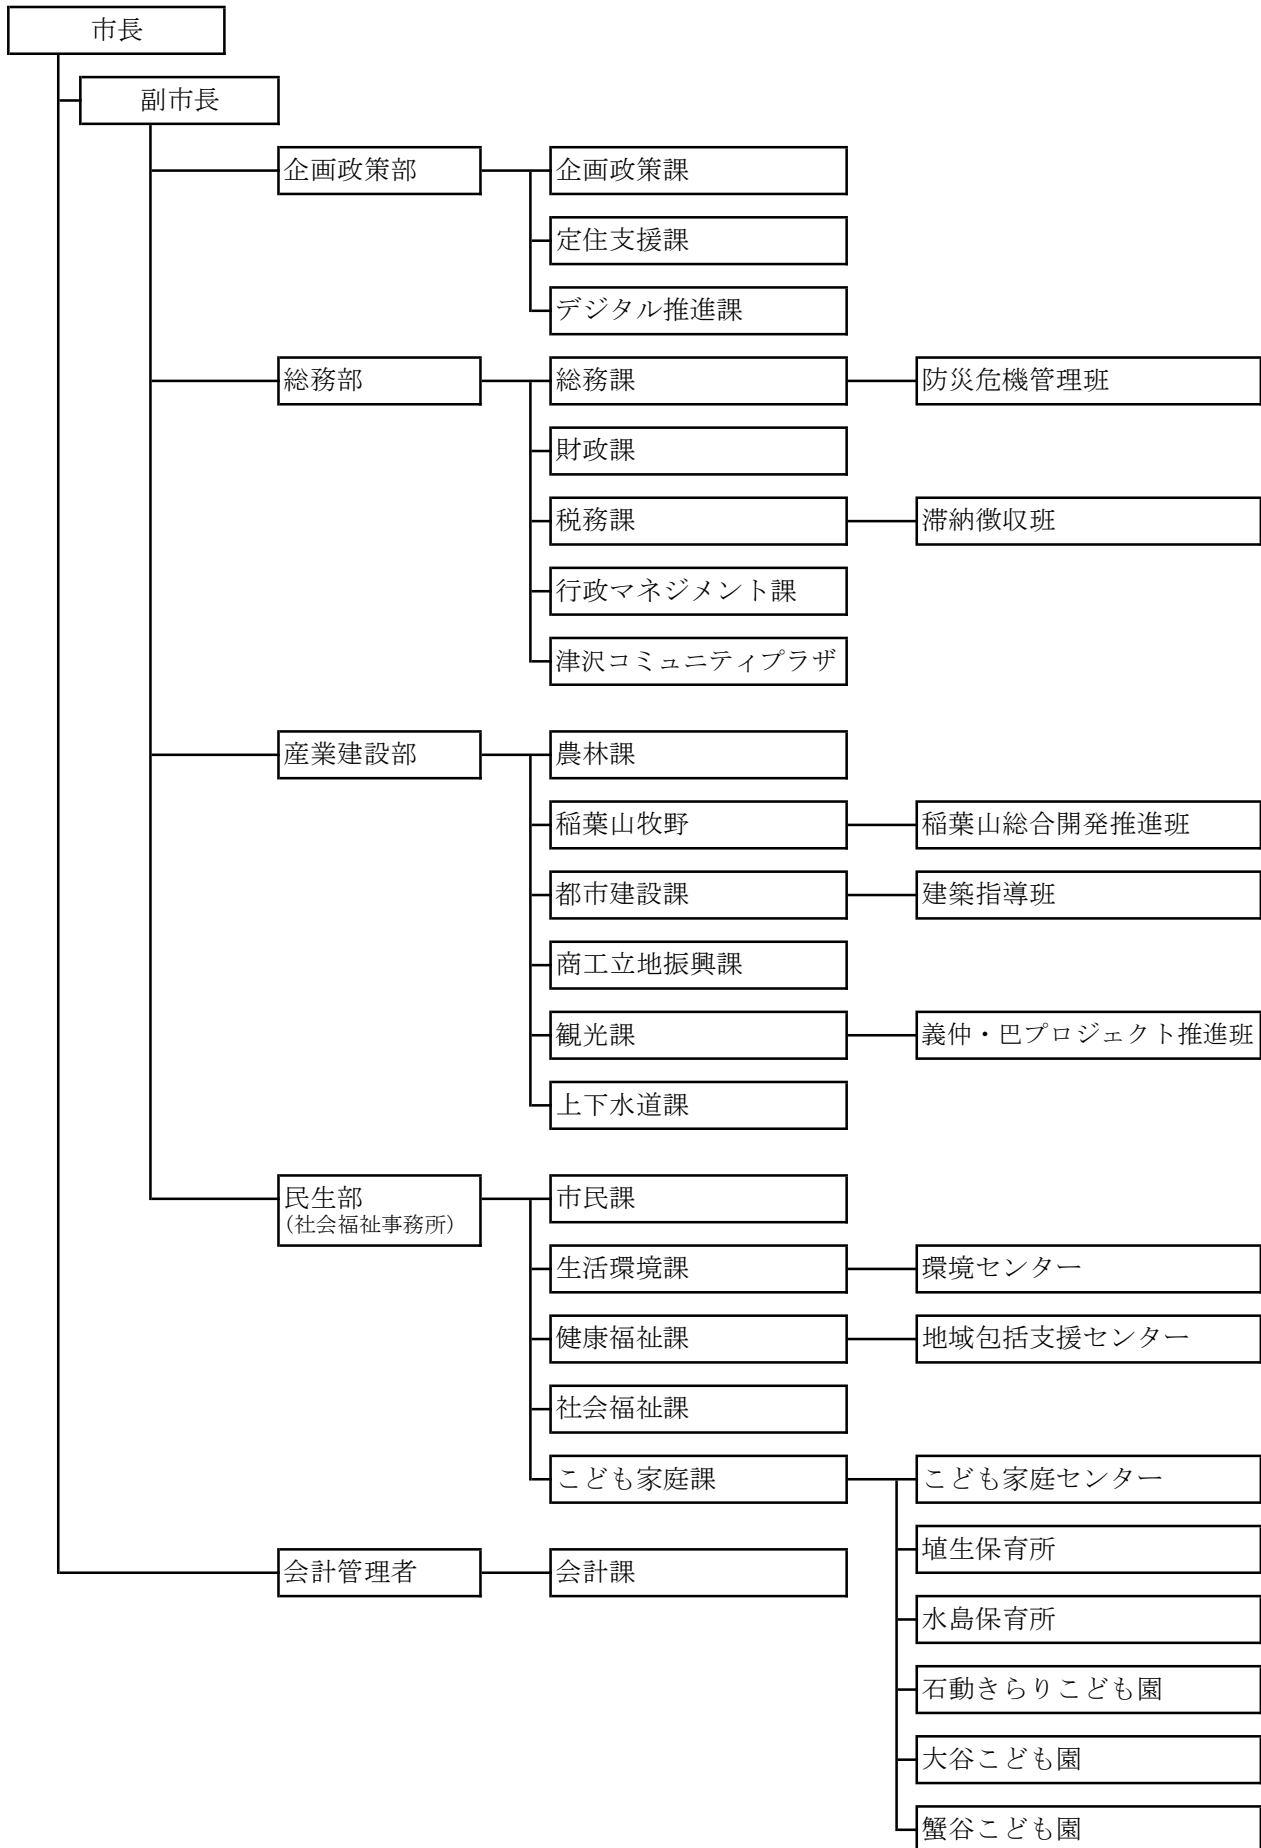 市長
副市長
企画政策部
企画政策課
定住支援課
デジタル推進課
総務部
総務課
防災危機管理班
財政課
税務課
滞納徴収班
行政マネジメント課
津沢コミュニティプラザ
産業建設部
農林課
稲葉山牧野
稲葉山総合開発推進班
都市建設課
建築指導班
商工立地振興課
観光課
義仲・巴プロジェクト推進班
上下水道課
民生部
(社会福祉事務所)
市民課
生活環境課
環境センター
健康福祉課
地域包括支援センター
社会福祉課
こども家庭課
こども家庭センター
埴生保育所
会計管理者
会計課
水島保育所
石動きらりこども園
大谷こども園
蟹谷こども園